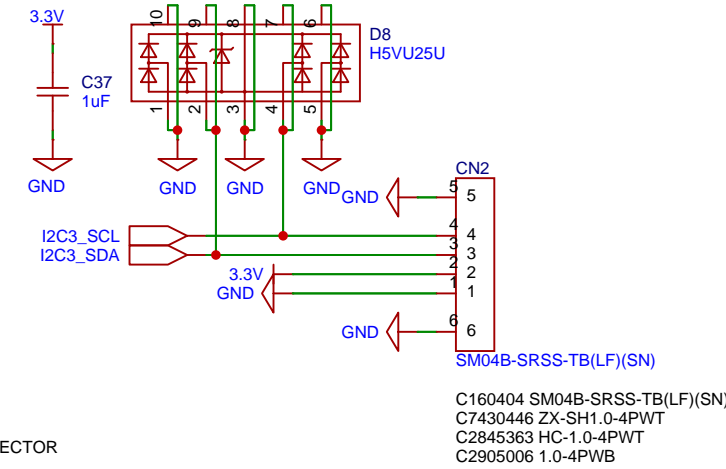 3.3V
C37
1uF
GND
10
9
8
7
6
D8
H5VU25U
1
2
3
4
5
GND
GND
GND
CN2
GND
5
5
I2C3_SCL
4
4
I2C3_SDA
3
3
3.3V
2
2
GND
1
1
GND
6
6
SM04B-SRSS-TB(LF)(SN)
C160404 SM04B-SRSS-TB(LF)(SN)
C7430446 ZX-SH1.0-4PWT
C2845363 HC-1.0-4PWT
ECTOR
C2905006 1.0-4PWB